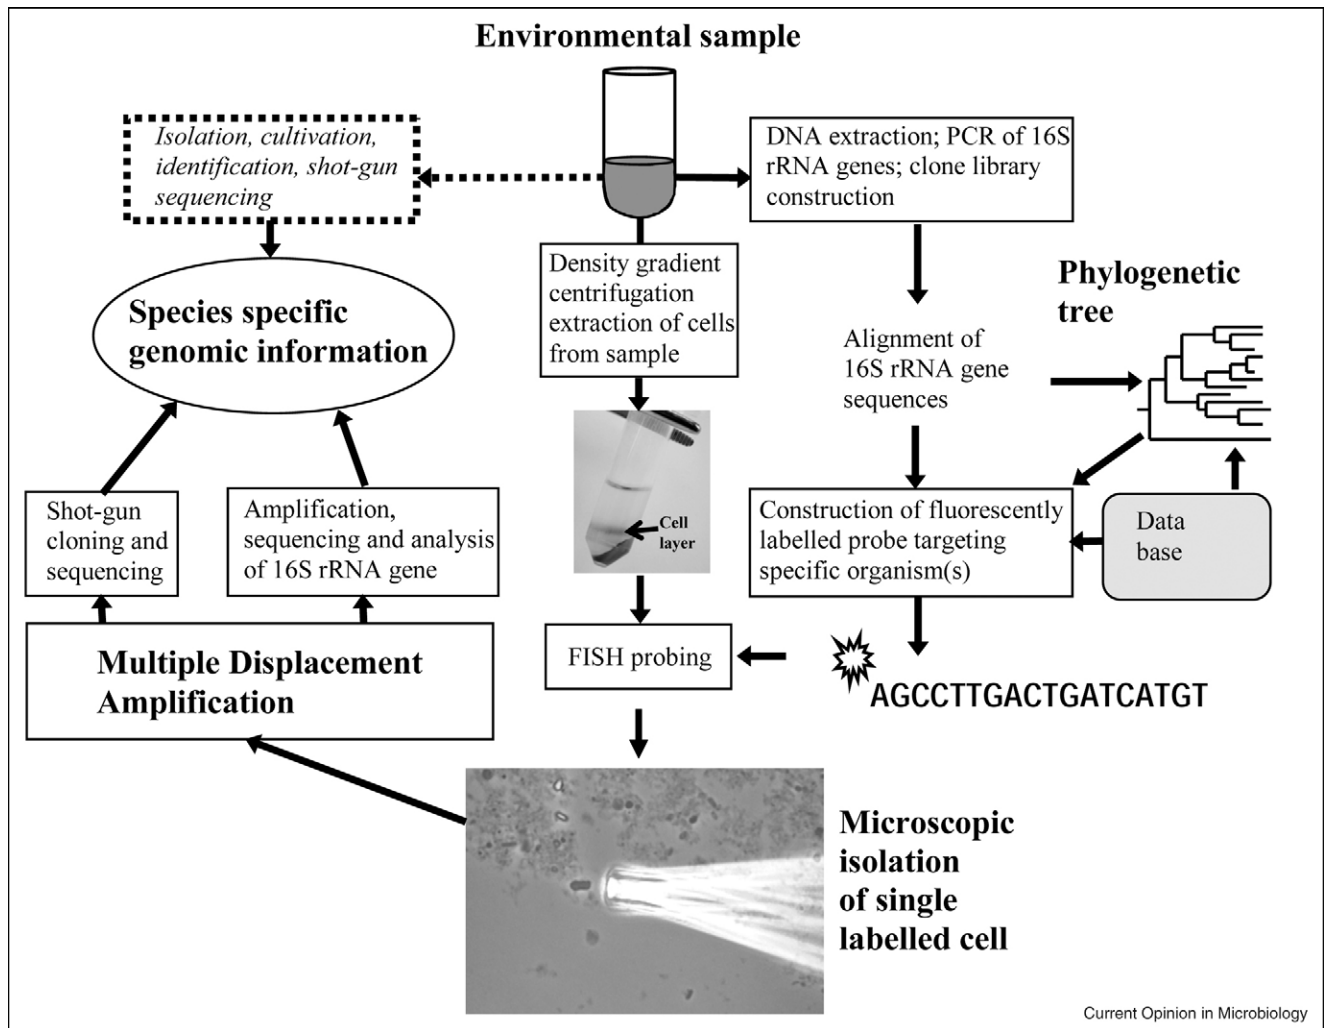 Environmental sample
Isolation, cultivation,
identification, shot-gun
sequencing
DNA extraction; PCR of 16S
rRNA genes; clone library
construction
Density gradient
centrifugation
extraction of cells
from sample
Species specific
genomic information
Phylogenetic
tree
Alignment of
16S rRNA gene
sequences
Shot-gun
cloning and
sequencing
Amplification,
sequencing and analysis
of 16S rRNA gene
Cell
layer
Construction of fluorescently
labelled probe targeting
specific organism(s)
Data
base
Multiple Displacement
Amplification
FISH probing
AGCCTTGACTGATCATGT
Microscopic
isolation
of single
labelled cell
Current Opinion in Microbiology